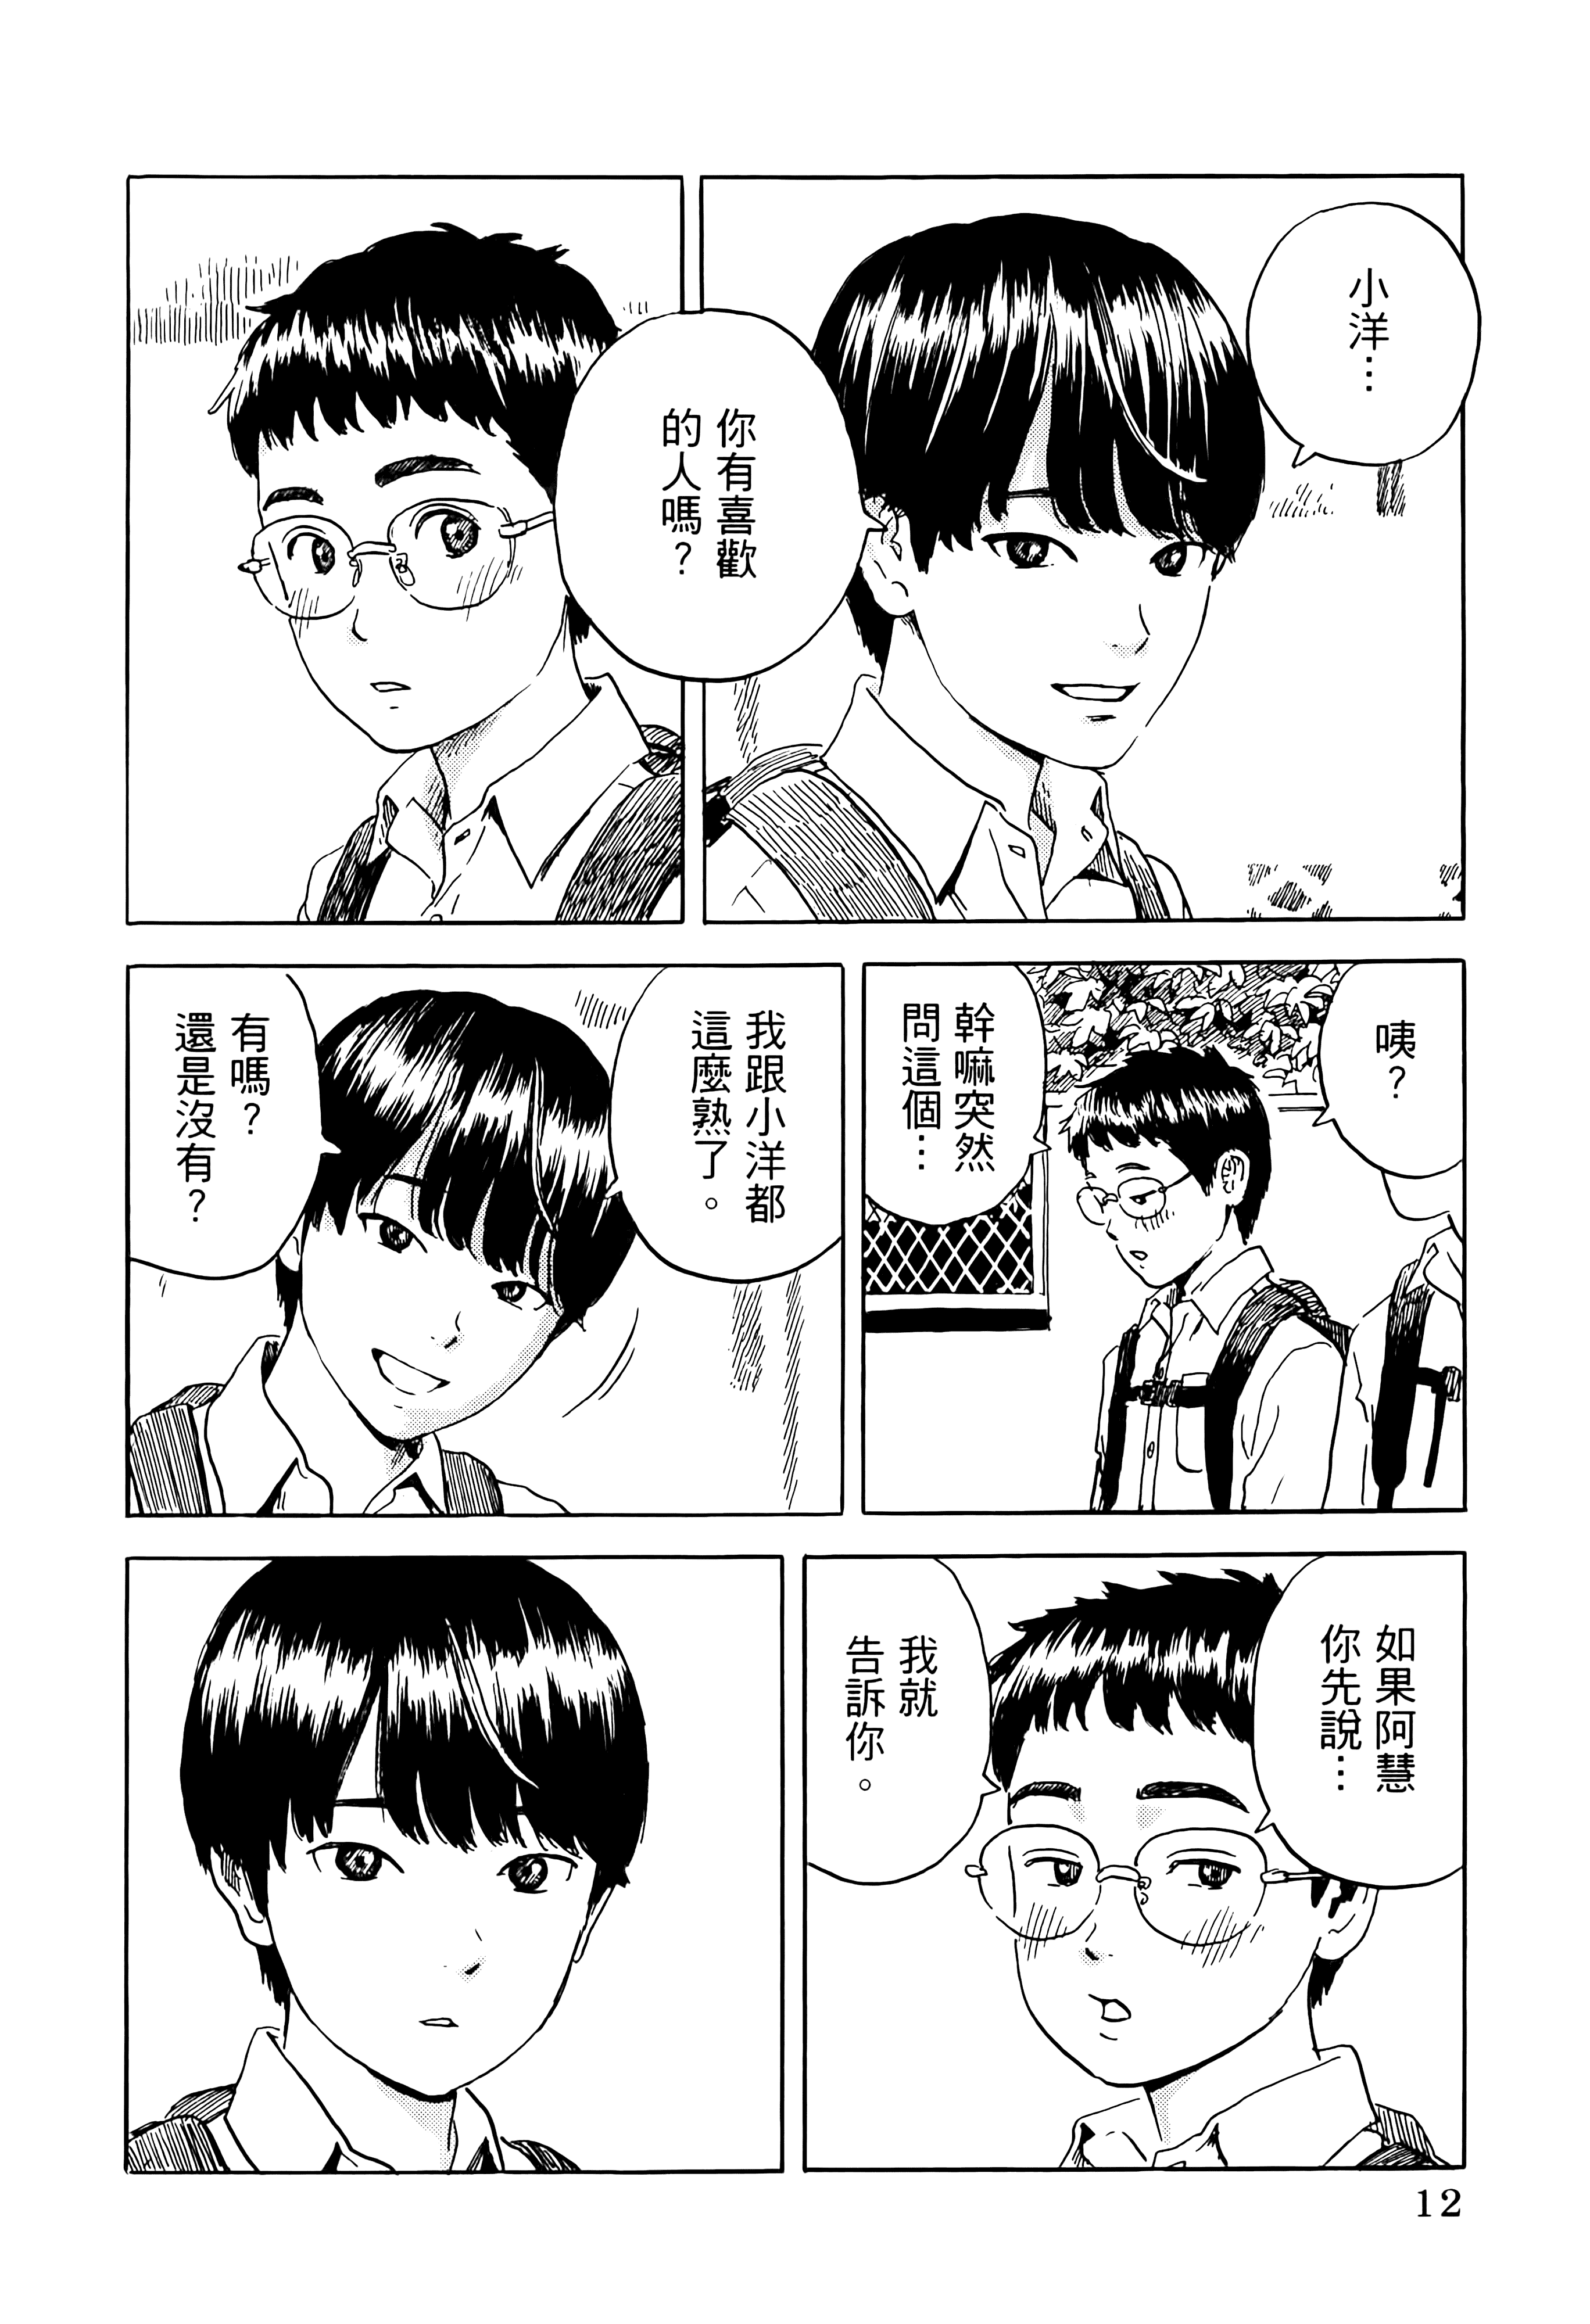 小洋…
你有喜歡
的人嗎？
咦？
幹嘛突然
問這個…
我跟小洋都
這麼熟了。
有嗎？
還是沒有？
如果阿慧
你先說…
我就
告訴你。
12